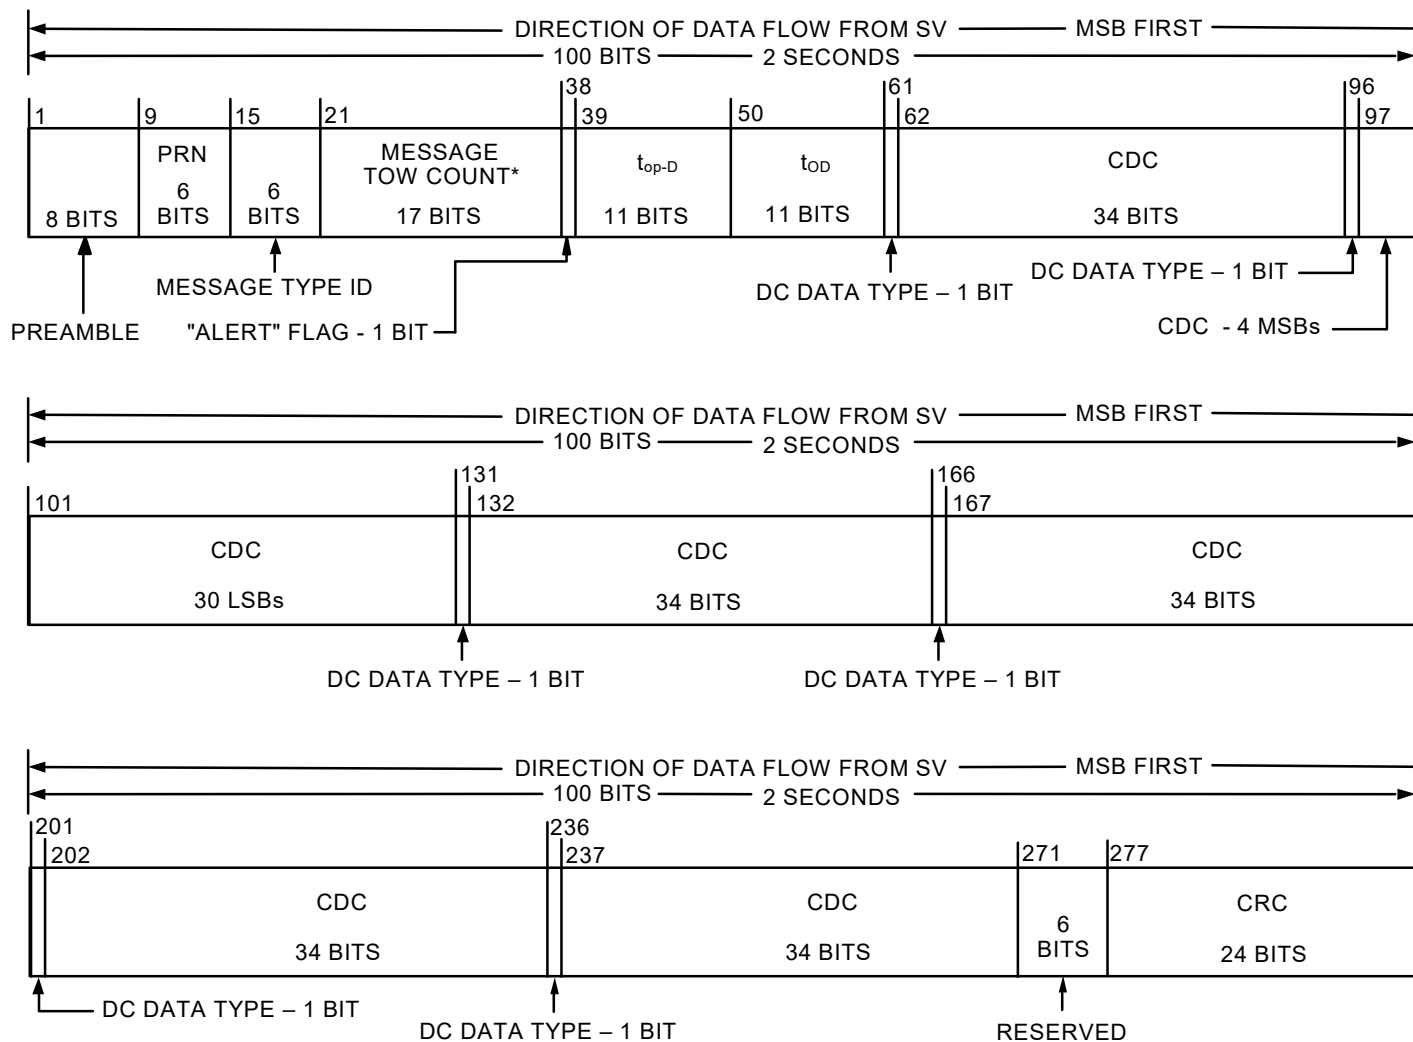 DIRECTION OF DATA FLOW FROM SV MSB FIRST
100 BITS 2 SECONDS
38 61 96
1 9 15 21 39 50 62 97
PRN MESSAGE t_op-D t_OD CDC
TOW COUNT*
6 6
8 BITS BITS BITS 17 BITS 11 BITS 11 BITS 34 BITS
MESSAGE TYPE ID DC DATA TYPE – 1 BIT DC DATA TYPE – 1 BIT
PREAMBLE "ALERT" FLAG - 1 BIT CDC - 4 MSBs
DIRECTION OF DATA FLOW FROM SV MSB FIRST
100 BITS 2 SECONDS
131 166
101 132 167
CDC CDC CDC
30 LSBs 34 BITS 34 BITS
DC DATA TYPE – 1 BIT DC DATA TYPE – 1 BIT
DIRECTION OF DATA FLOW FROM SV MSB FIRST
100 BITS 2 SECONDS
201 236
202 237 271 277
CDC CDC CRC
6
34 BITS 34 BITS BITS 24 BITS
DC DATA TYPE – 1 BIT
DC DATA TYPE – 1 BIT RESERVED